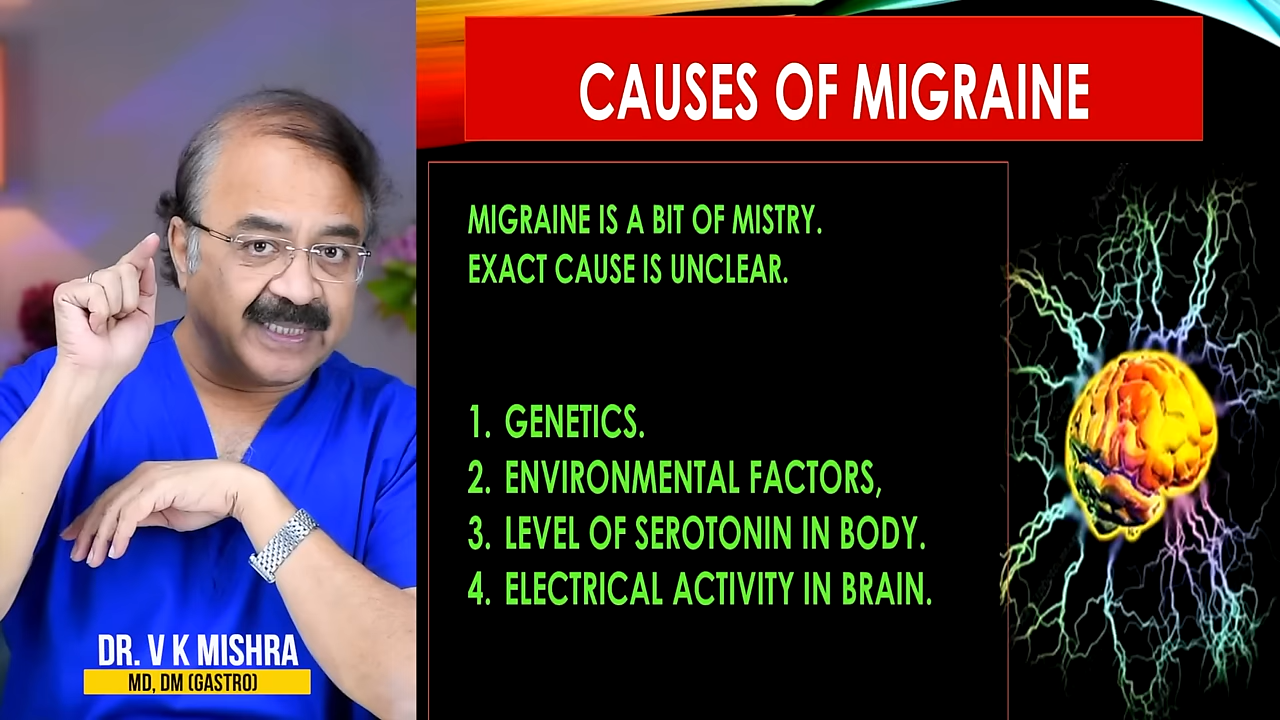 CAUSES OF MIGRAINE
MIGRAINE IS A BIT OF MISTRY.
EXACT CAUSE IS UNCLEAR.
1. GENETICS.
2. ENVIRONMENTAL FACTORS,
3. LEVEL OF SEROTONIN IN BODY.
4. ELECTRICAL ACTIVITY IN BRAIN.
DR. V K MISHRA
MD, DM (GASTRO)